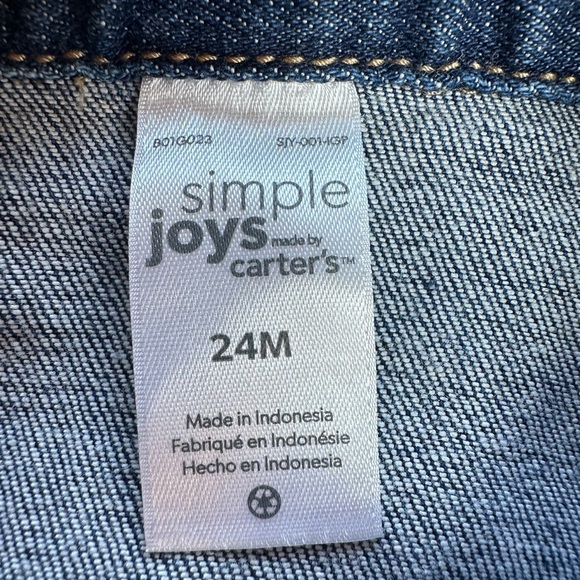 B01G023 SJY-001-IGP
simple
joys made by
carter's™
24M
Made in Indonesia
Fabriqué en Indonésie
Hecho en Indonesia